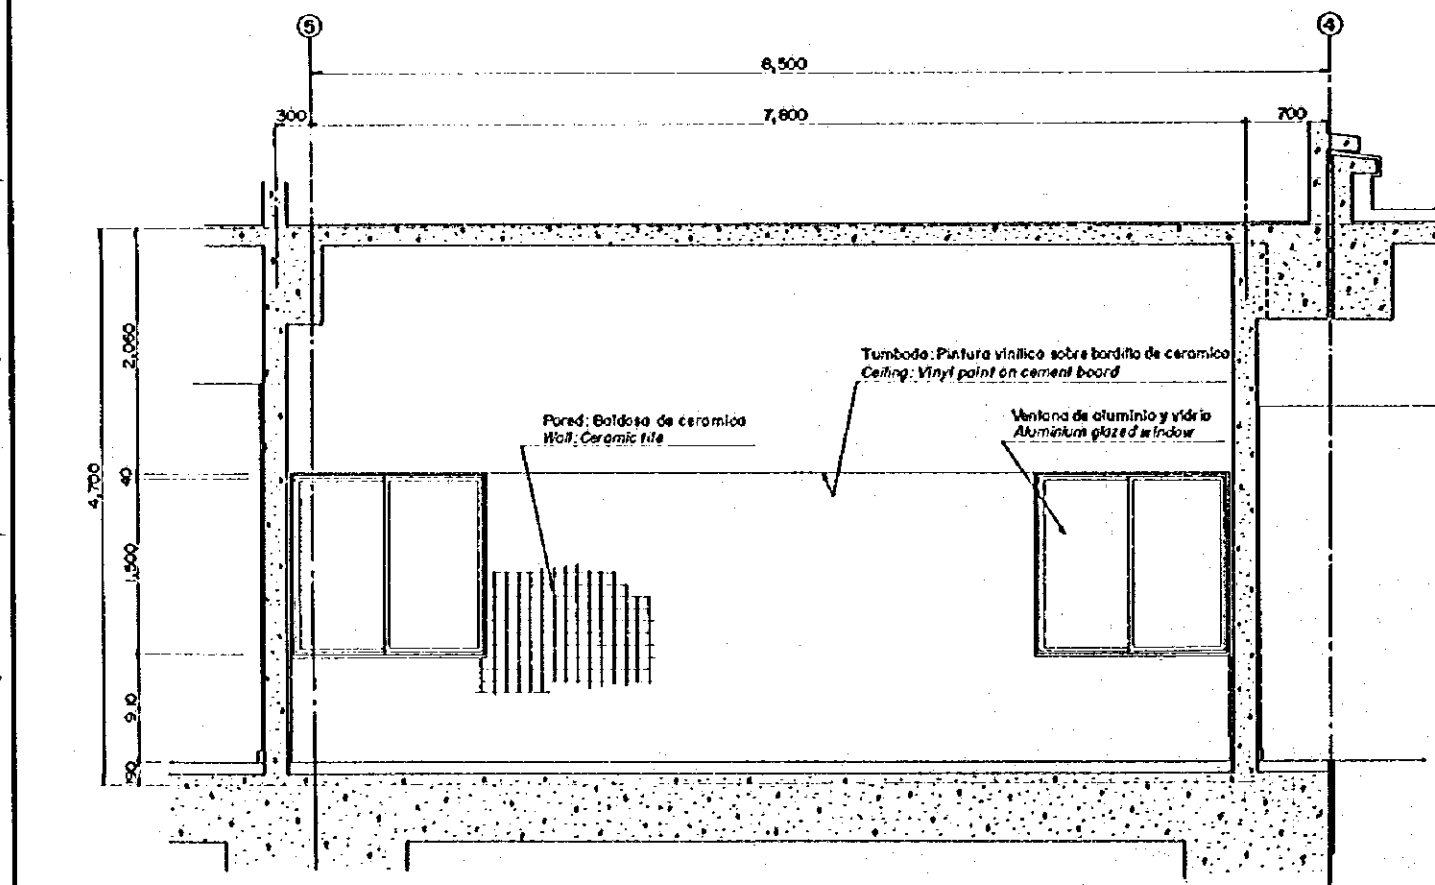 5
4
8,500
300
7,800
700
2,060
Tumbado: Pintura vinilica sobre bordillo de ceramica
Ceiling: Vinyl paint on cement board
Pared: Baldosa de ceramica
Wall: Ceramic tile
Ventana de aluminio y vidrio
Aluminium glazed window
4,700
40
1,500
910
190